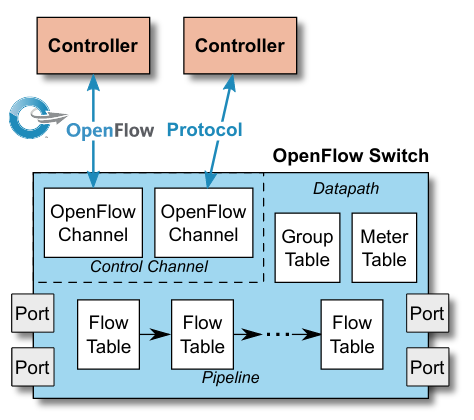 Controller
Controller
OpenFlow
Protocol
OpenFlow Switch
Datapath
OpenFlow
Channel
OpenFlow
Channel
Control Channel
Group
Table
Meter
Table
Port
Port
Flow
Table
Flow
Table
...
Flow
Table
Pipeline
Port
Port